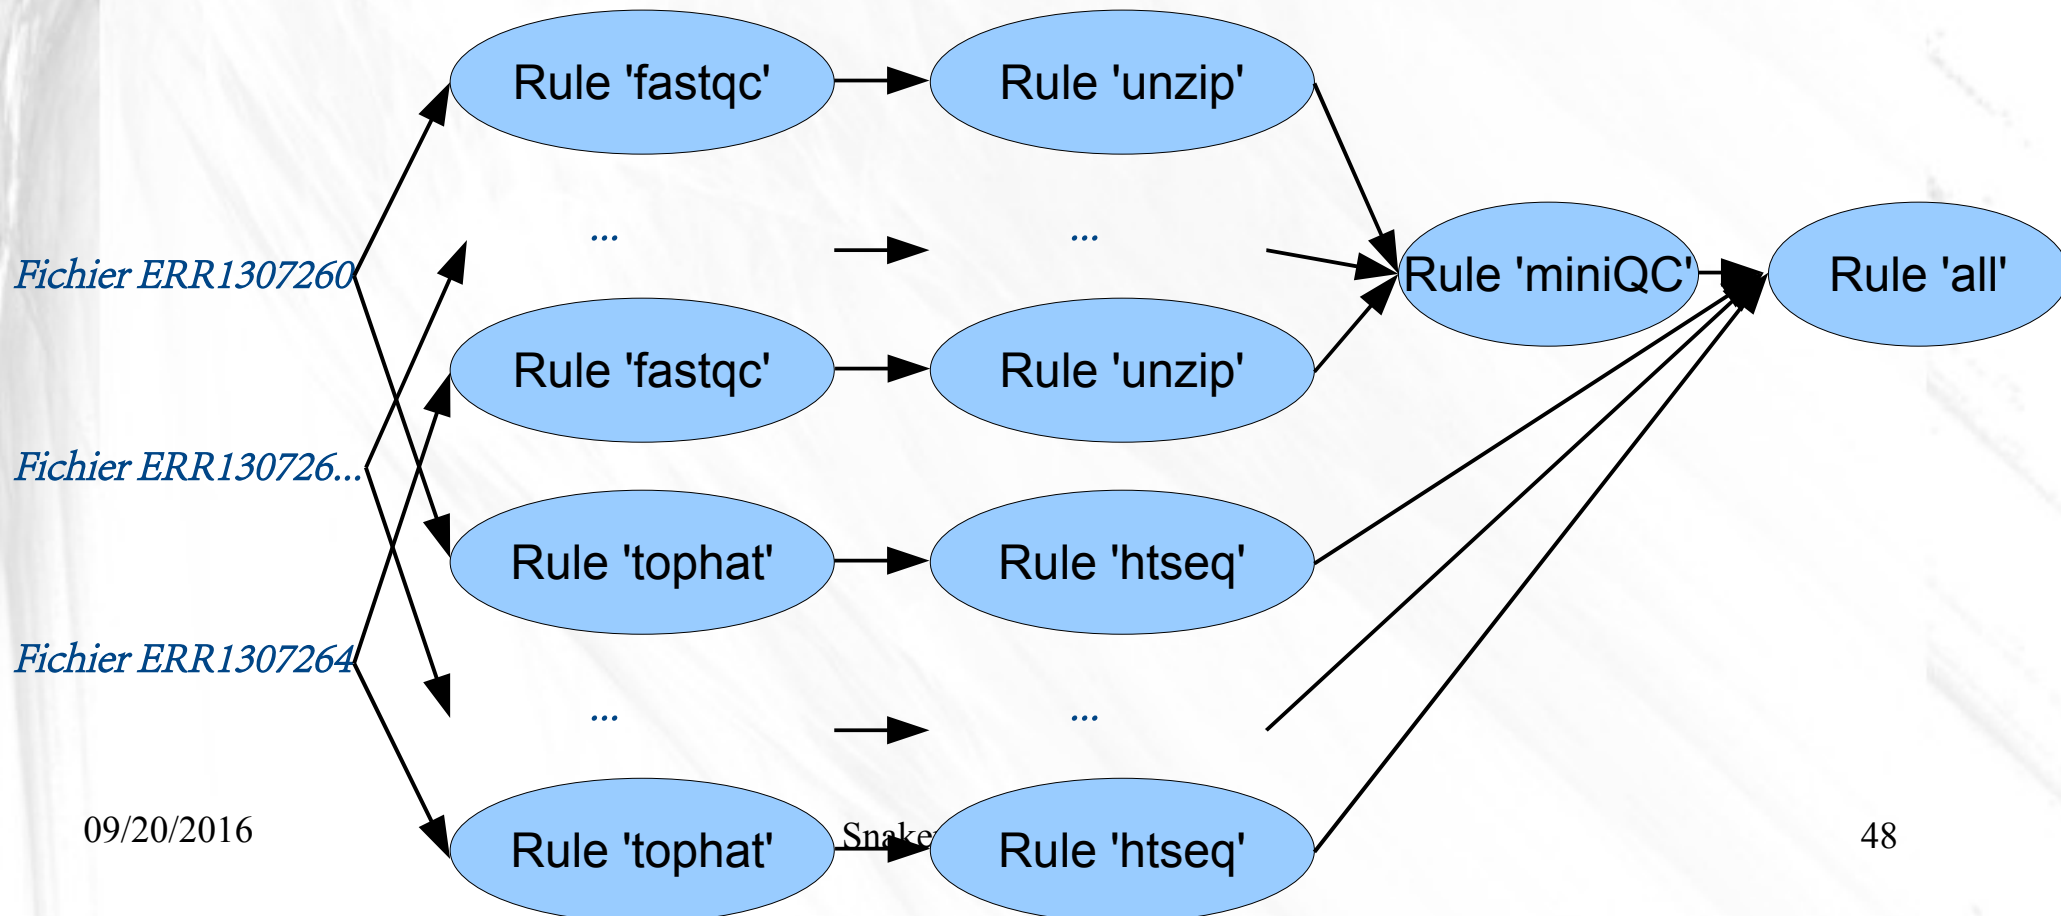 Rule 'fastqc'
Rule 'unzip'
...
...
Fichier ERR1307260
Rule 'miniQC'
Rule 'all'
Rule 'fastqc'
Rule 'unzip'
Fichier ERR130726...
Rule 'tophat'
Rule 'htseq'
Fichier ERR1307264
...
...
09/20/2016
Rule 'tophat'
Rule 'htseq'
48